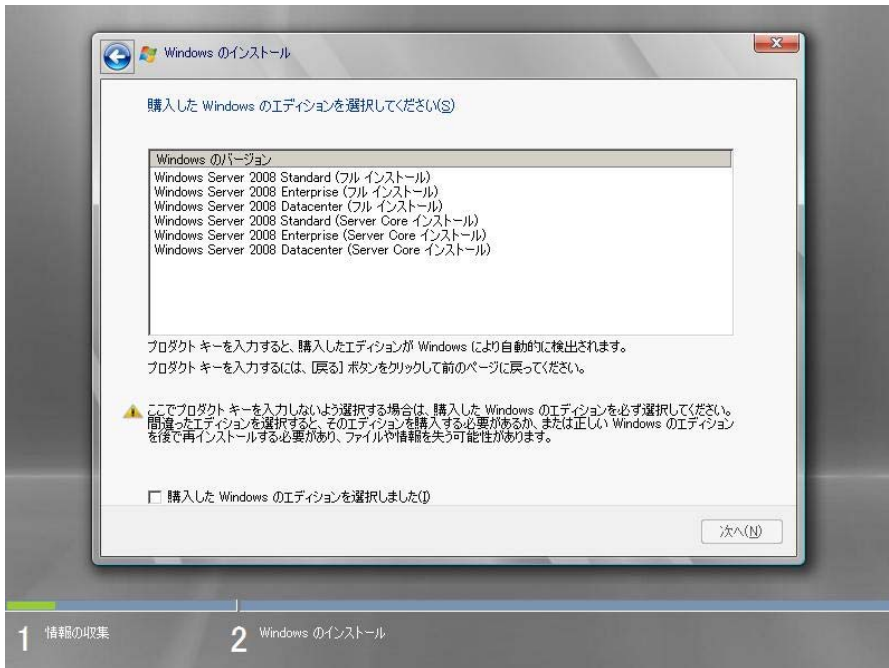 Windows のインストール
購入した Windows のエディションを選択してください(S)
Windows のバージョン
Windows Server 2008 Standard (フル インストール)
Windows Server 2008 Enterprise (フル インストール)
Windows Server 2008 Datacenter (フル インストール)
Windows Server 2008 Standard (Server Core インストール)
Windows Server 2008 Enterprise (Server Core インストール)
Windows Server 2008 Datacenter (Server Core インストール)
プロダクト キーを入力すると、購入したエディションが Windows により自動的に検出されます。
プロダクト キーを入力するには、[戻る] ボタンをクリックして前のページに戻ってください。
ここでプロダクト キーを入力しないよう選択する場合は、購入した Windows のエディションを必ず選択してください。
間違ったエディションを選択すると、そのエディションを購入する必要があるか、または正しい Windows のエディション
を後で再インストールする必要があり、ファイルや情報を失う可能性があります。
購入した Windows のエディションを選択しました(I)
次へ(N)
1 情報の収集
2 Windows のインストール